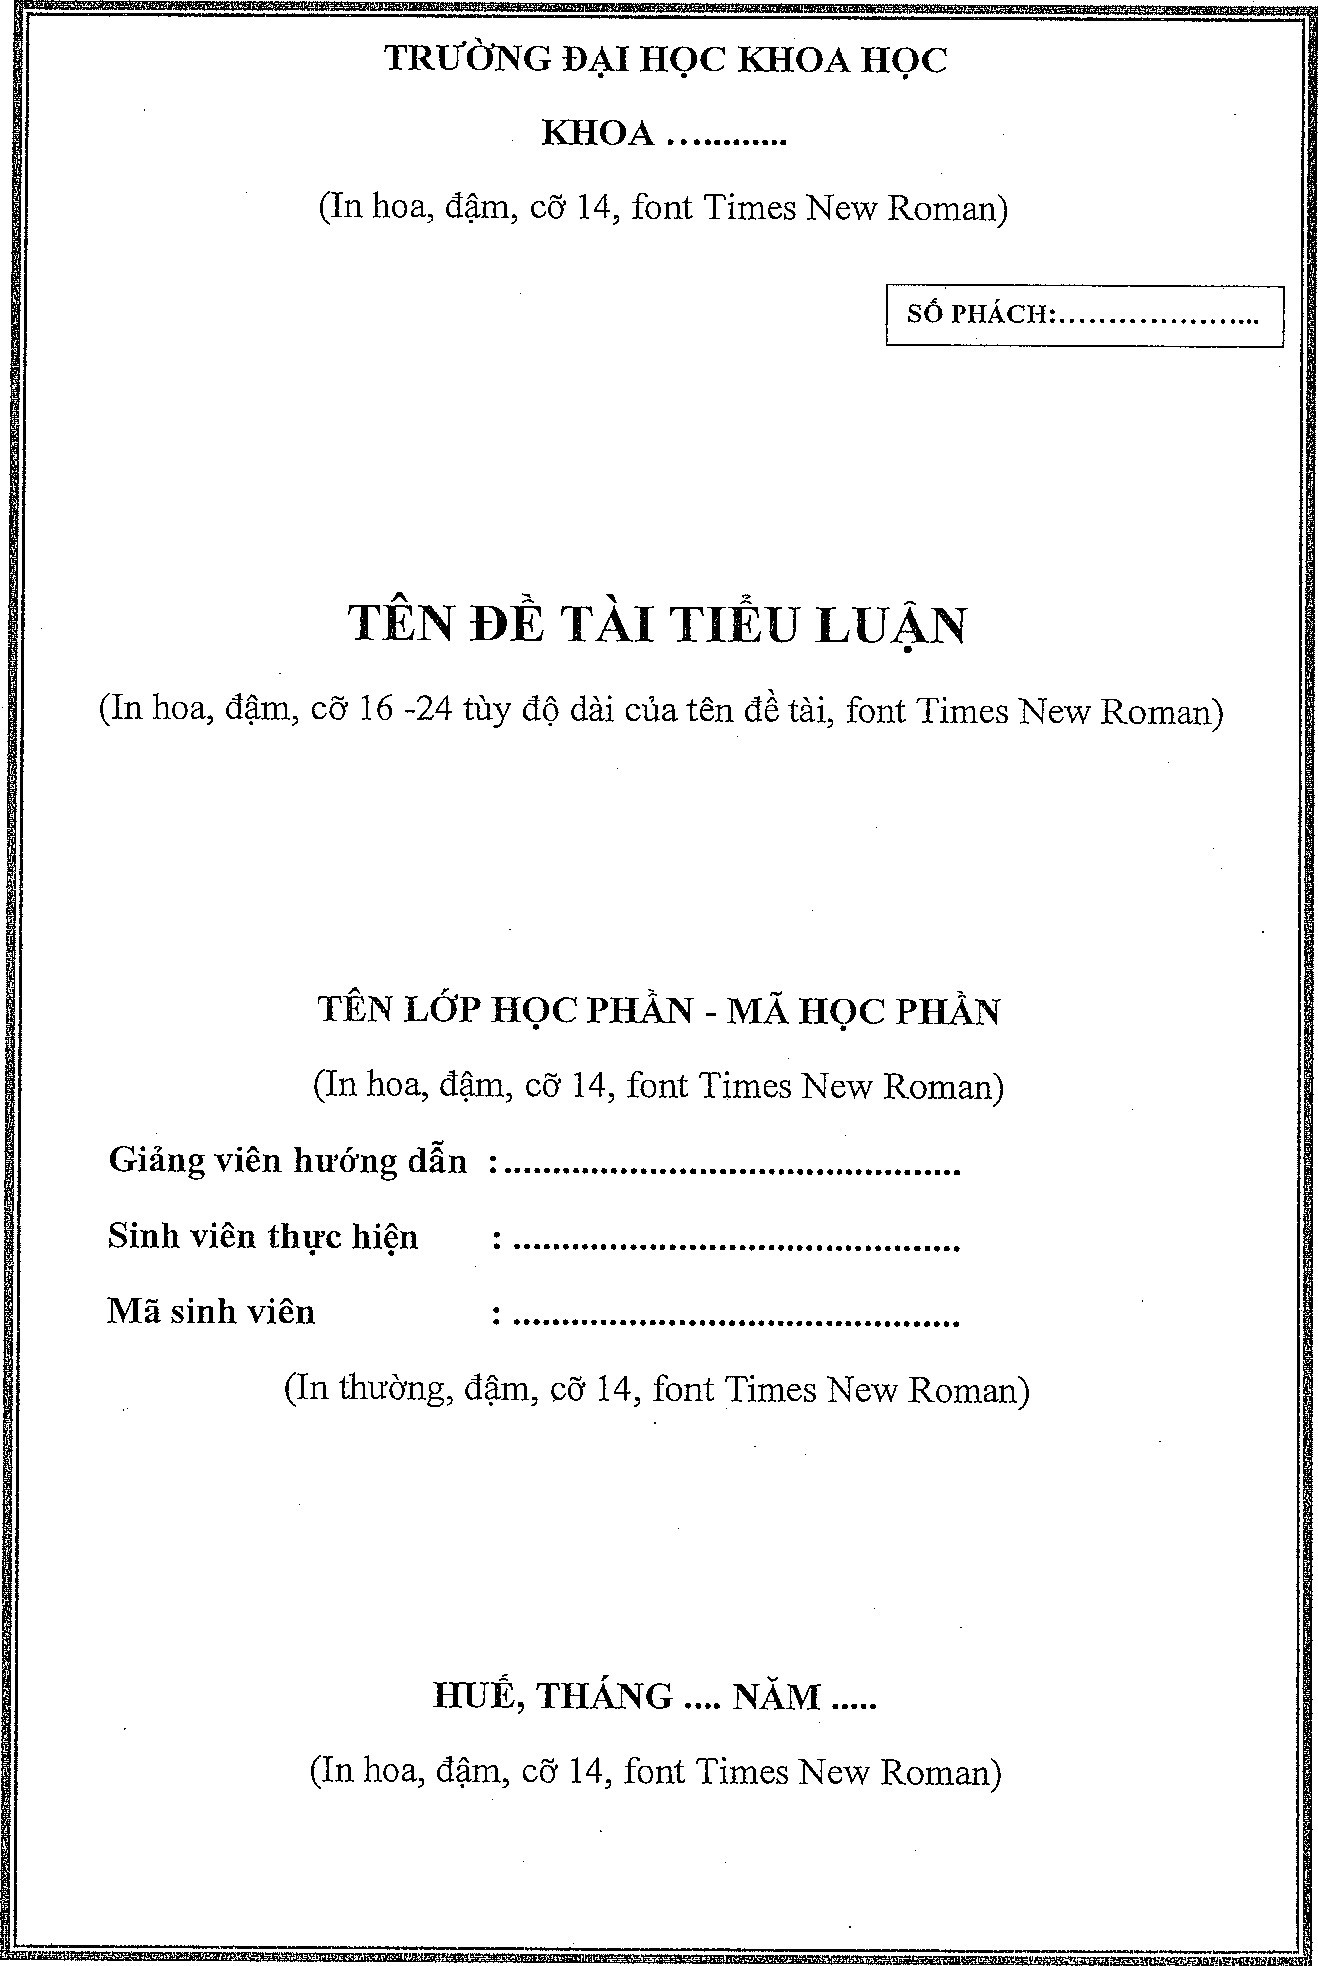 TRƯỜNG ĐẠI HỌC KHOA HỌC
KHOA ............
(In hoa, đậm, cỡ 14, font Times New Roman)
SỐ PHÁCH:.......................
TÊN ĐỀ TÀI TIỂU LUẬN
(In hoa, đậm, cỡ 16 -24 tùy độ dài của tên đề tài, font Times New Roman)
TÊN LỚP HỌC PHẦN - MÃ HỌC PHẦN
(In hoa, đậm, cỡ 14, font Times New Roman)
Giảng viên hướng dẫn :...............................................
Sinh viên thực hiện : ..............................................
Mã sinh viên : ..............................................
(In thường, đậm, cỡ 14, font Times New Roman)
HUẾ, THÁNG .... NĂM .....
(In hoa, đậm, cỡ 14, font Times New Roman)